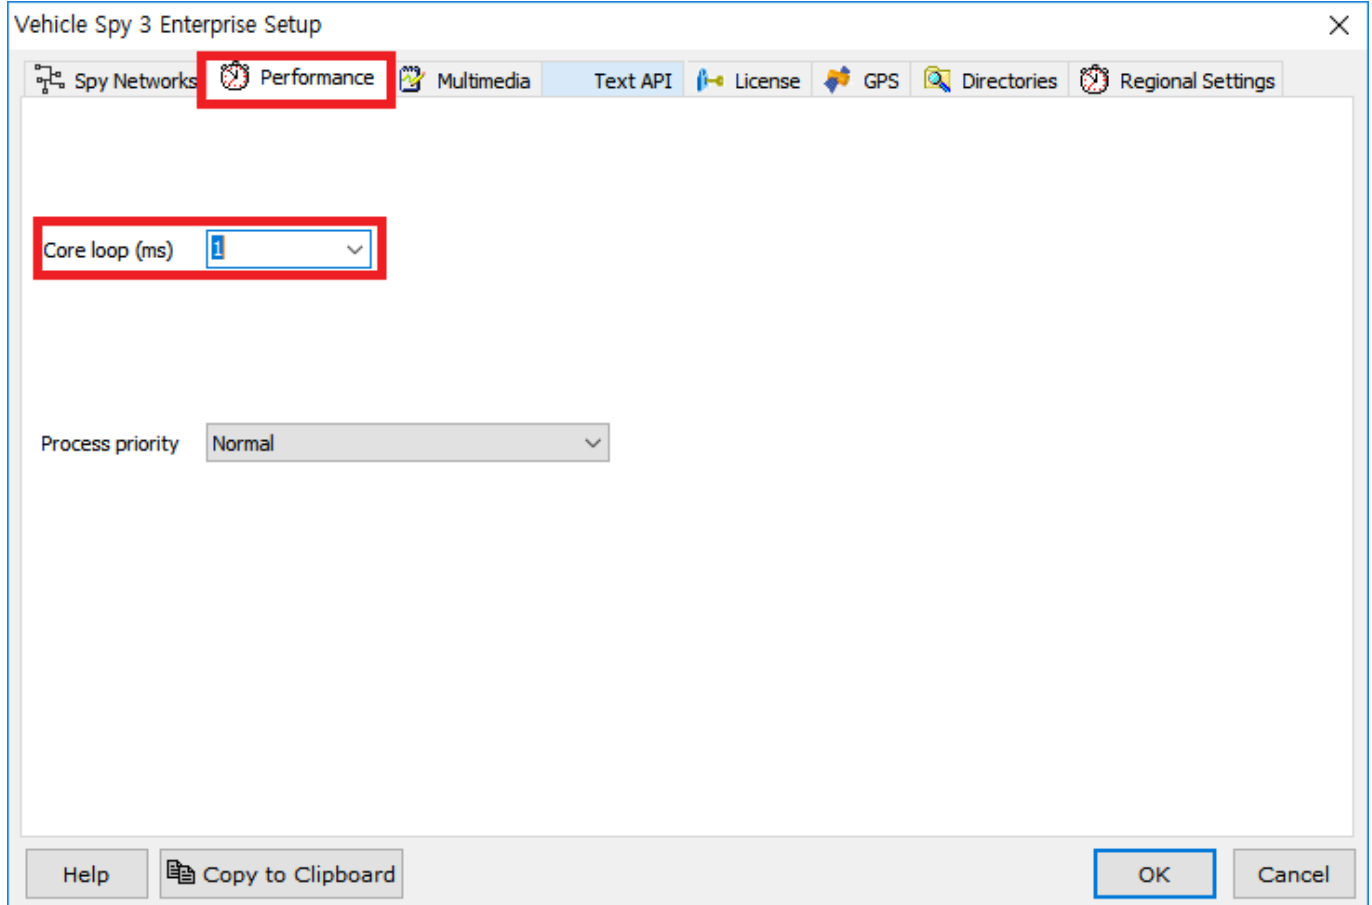 Vehicle Spy 3 Enterprise Setup
Spy Networks Performance Multimedia Text API License GPS Directories Regional Settings
Core loop (ms) 1
Process priority Normal
Help Copy to Clipboard OK Cancel